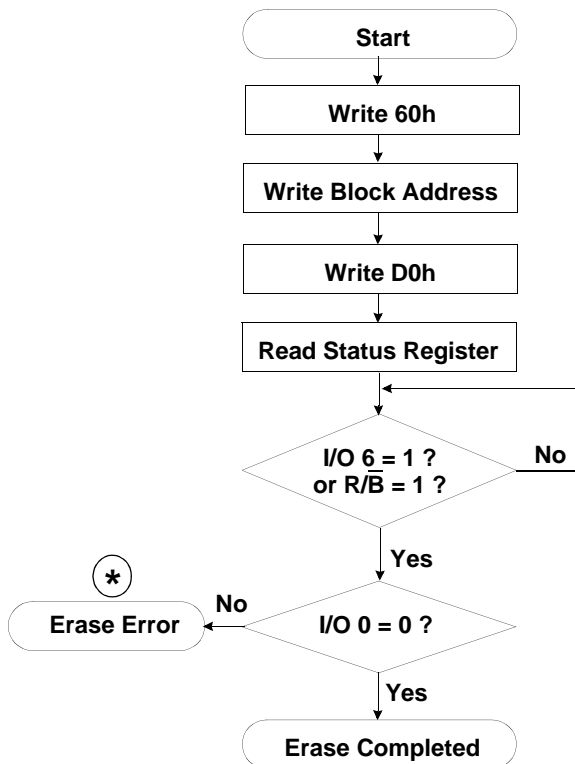 Start
Write 60h
Write Block Address
Write D0h
Read Status Register
I/O 6 = 1 ?
or R/B̅ = 1 ?
No
Yes
*
No
Erase Error
I/O 0 = 0 ?
Yes
Erase Completed